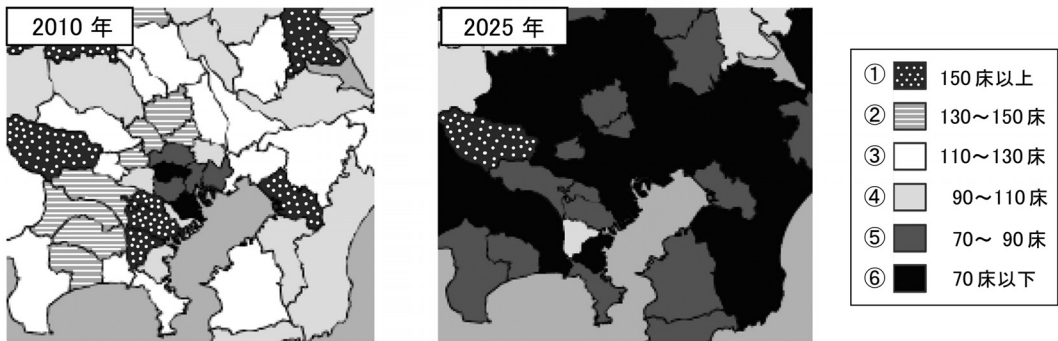 2010 年
2025 年
① 150 床以上
② 130～150 床
③ 110～130 床
④ 90～110 床
⑤ 70～ 90 床
⑥ 70 床以下